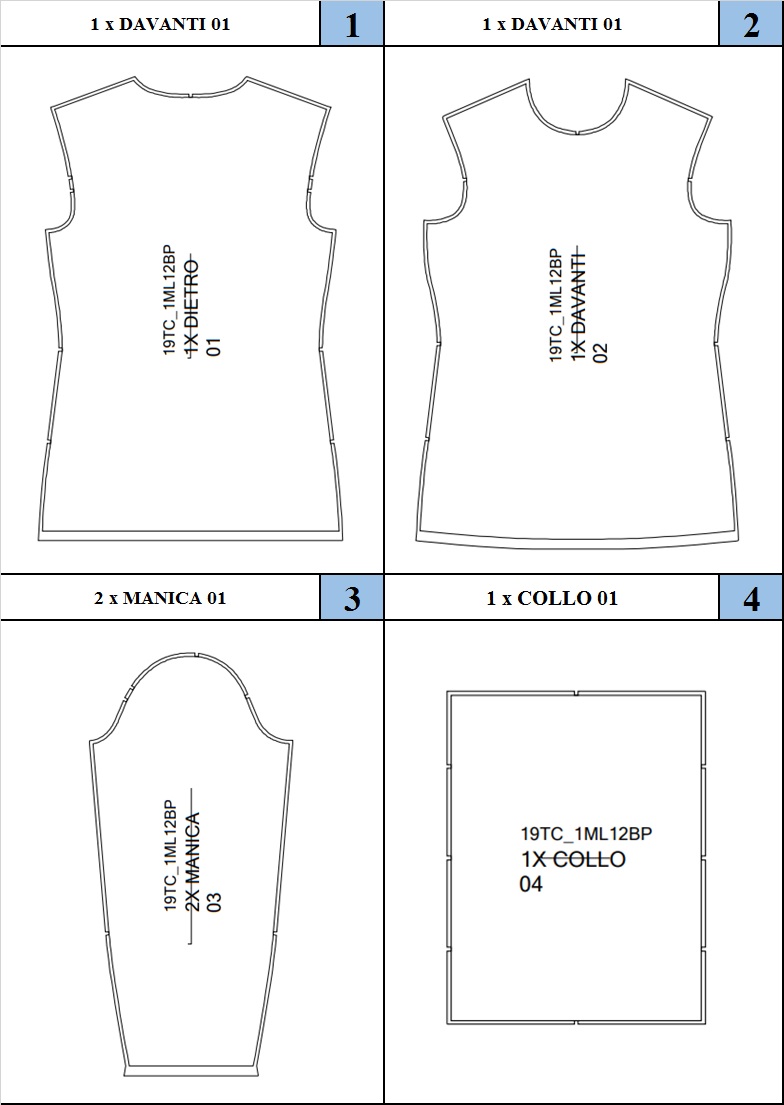 1 x DAVANTI 01
1
1 x DAVANTI 01
2
19TC_1ML12BP
1X DIETRO
01
19TC_1ML12BP
1X DAVANTI
02
2 x MANICA 01
3
1 x COLLO 01
4
19TC_1ML12BP
2X MANICA
03
19TC_1ML12BP
1X COLLO
04